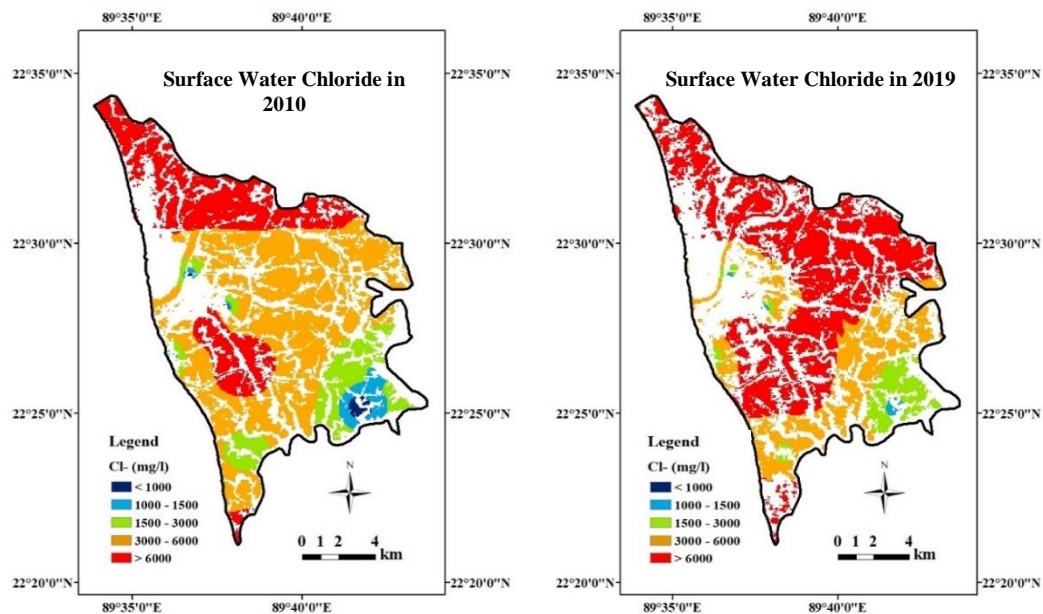 89°35'0"E 89°40'0"E
22°35'0"N 22°35'0"N
Surface Water Chloride in
2010
22°30'0"N 22°30'0"N
22°25'0"N 22°25'0"N
Legend
Cl- (mg/l)
< 1000
1000 - 1500
1500 - 3000
3000 - 6000
> 6000
N
0 1 2 4
km
22°20'0"N 22°20'0"N
89°35'0"E 89°40'0"E
89°35'0"E 89°40'0"E
22°35'0"N 22°35'0"N
Surface Water Chloride in 2019
22°30'0"N 22°30'0"N
22°25'0"N 22°25'0"N
Legend
Cl- (mg/l)
< 1000
1000 - 1500
1500 - 3000
3000 - 6000
> 6000
N
0 1 2 4
km
22°20'0"N 22°20'0"N
89°35'0"E 89°40'0"E